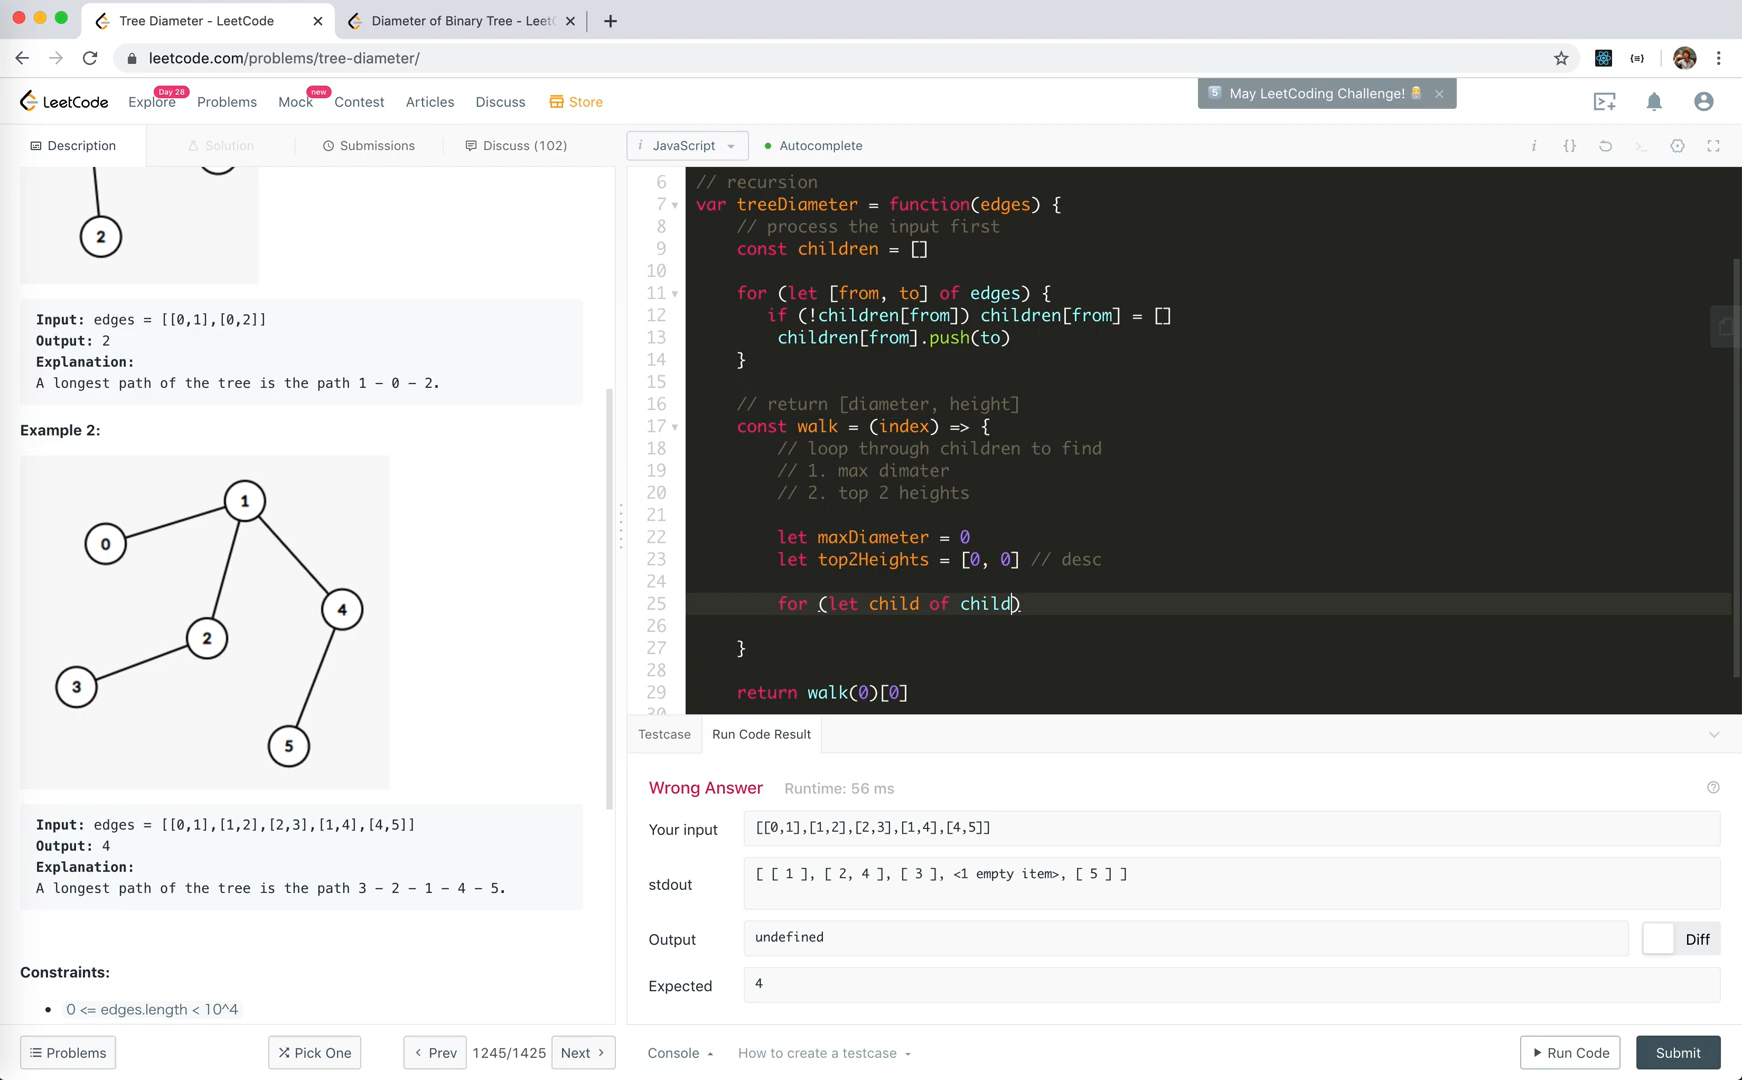 Tree Diameter - LeetCode
Diameter of Binary Tree - Leet
leetcode.com/problems/tree-diameter/
LeetCode
Explore
Day 28
Problems
Mock
new
Contest
Articles
Discuss
Store
5 May LeetCoding Challenge!
Description
Solution
Submissions
Discuss (102)
i JavaScript
Autocomplete
2
Input: edges = [[0,1],[0,2]]
Output: 2
Explanation:
A longest path of the tree is the path 1 - 0 - 2.
Example 2:
1
0
4
2
3
5
Input: edges = [[0,1],[1,2],[2,3],[1,4],[4,5]]
Output: 4
Explanation:
A longest path of the tree is the path 3 - 2 - 1 - 4 - 5.
Constraints:
0 <= edges.length < 10^4
6 // recursion
7 var treeDiameter = function(edges) {
8 // process the input first
9 const children = []
10
11 for (let [from, to] of edges) {
12 if (!children[from]) children[from] = []
13 children[from].push(to)
14 }
15
16 // return [diameter, height]
17 const walk = (index) => {
18 // loop through children to find
19 // 1. max dimater
20 // 2. top 2 heights
21
22 let maxDiameter = 0
23 let top2Heights = [0, 0] // desc
24
25 for (let child of child)
26
27 }
28
29 return walk(0)[0]
30
Testcase
Run Code Result
Wrong Answer
Runtime: 56 ms
Your input
[[0,1],[1,2],[2,3],[1,4],[4,5]]
stdout
[ [ 1 ], [ 2, 4 ], [ 3 ], <1 empty item>, [ 5 ] ]
Output
undefined
Diff
Expected
4
Problems
Pick One
Prev
1245/1425
Next
Console
How to create a testcase
Run Code
Submit